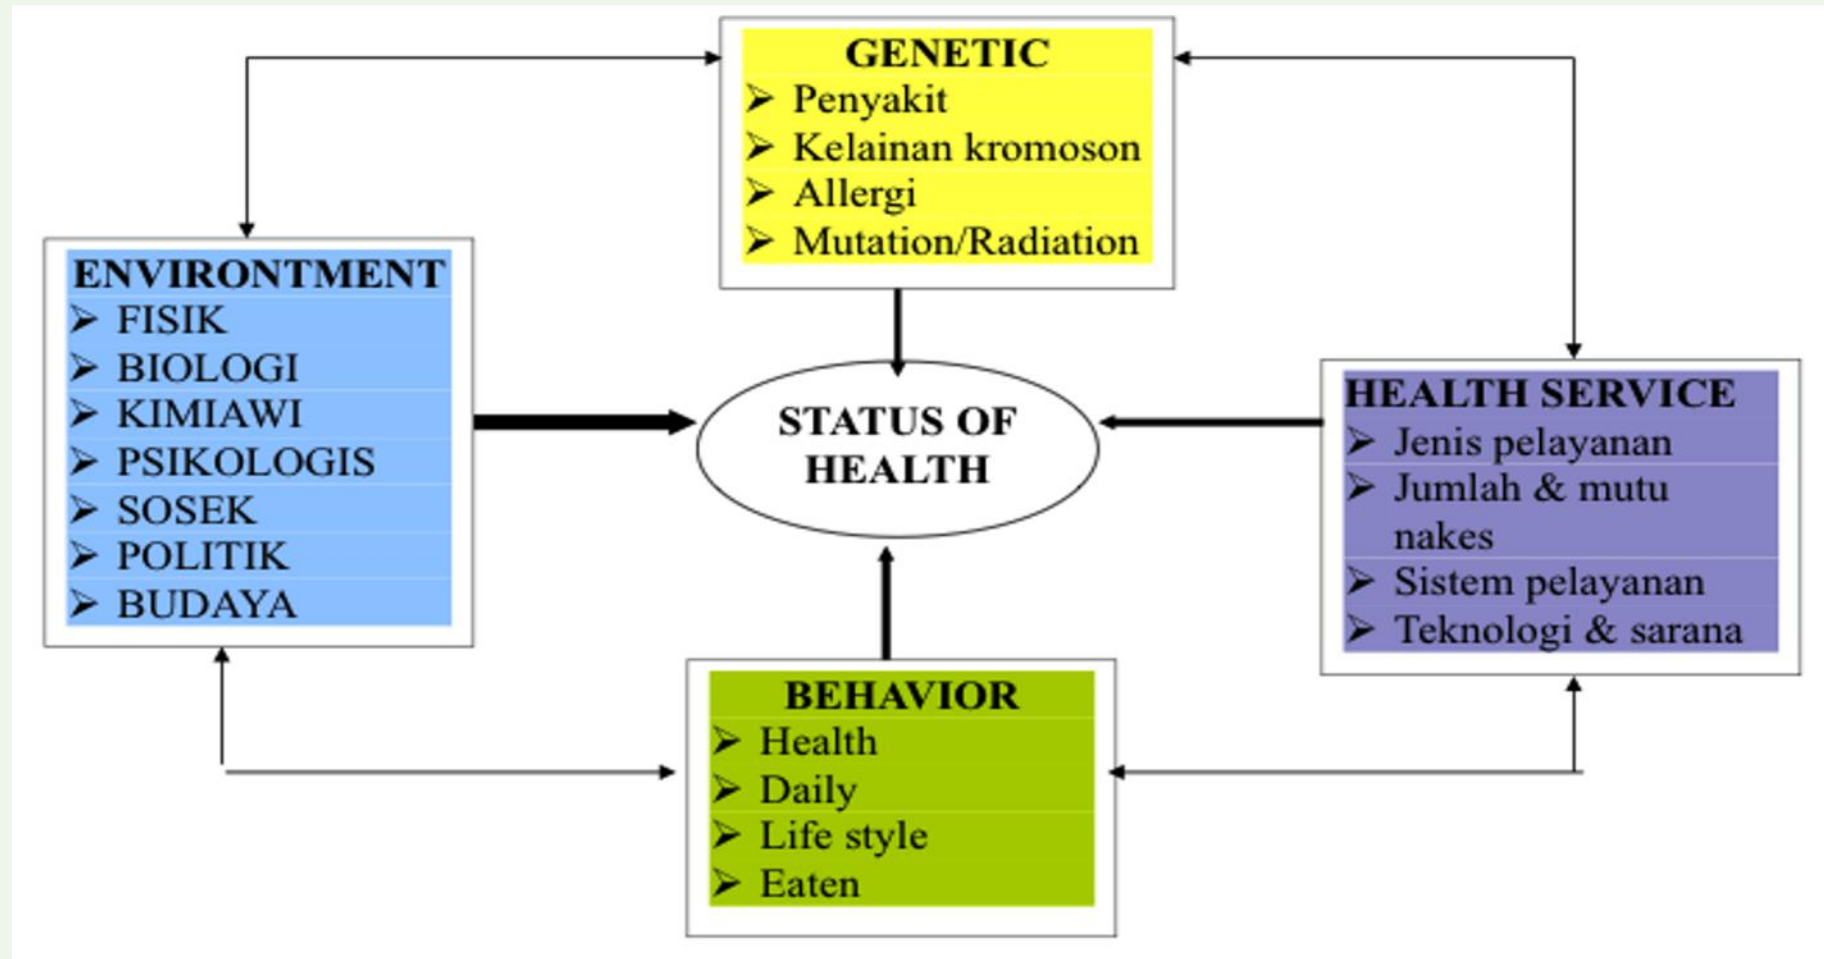 GENETIC
➢ Penyakit
➢ Kelainan kromoson
➢ Allergi
➢ Mutation/Radiation
ENVIRONTMENT
➢ FISIK
➢ BIOLOGI
➢ KIMIAWI
➢ PSIKOLOGIS
➢ SOSEK
➢ POLITIK
➢ BUDAYA
STATUS OF
HEALTH
HEALTH SERVICE
➢ Jenis pelayanan
➢ Jumlah & mutu
nakes
➢ Sistem pelayanan
➢ Teknologi & sarana
BEHAVIOR
➢ Health
➢ Daily
➢ Life style
➢ Eaten